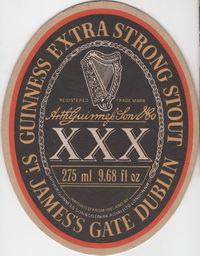 GUINNESS EXTRA STRONG STOUT
REGISTERED TRADE MARK
Arth Guinness Son & Co
XXX
275 ml 9.68 fl oz
ST. JAMES'S GATE DUBLIN